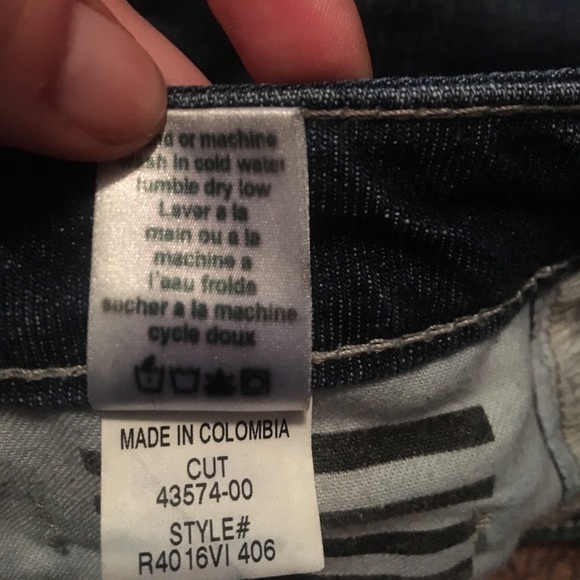 or machine
in cold water
tumble dry low
Laver a la
main ou a la
machine a
l'eau froide
secher a la machine
cycle doux
MADE IN COLOMBIA
CUT
43574-00
STYLE#
R4016VI 406